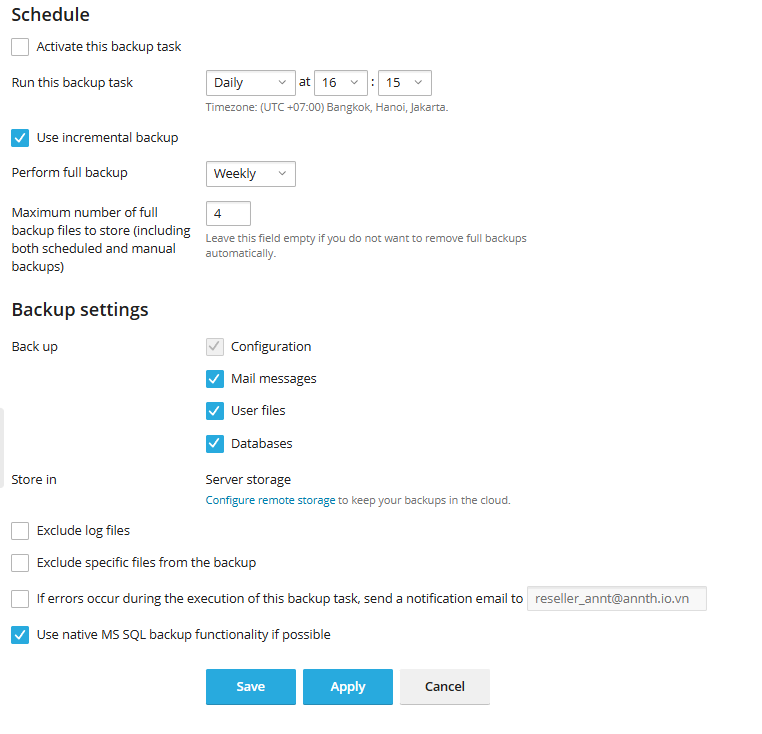 Schedule
Activate this backup task
Run this backup task Daily at 16 : 15
Timezone: (UTC +07:00) Bangkok, Hanoi, Jakarta.
Use incremental backup
Perform full backup Weekly
Maximum number of full
backup files to store (including
both scheduled and manual
backups)
4
Leave this field empty if you do not want to remove full backups
automatically.
Backup settings
Back up Configuration
Mail messages
User files
Databases
Store in Server storage
Configure remote storage to keep your backups in the cloud.
Exclude log files
Exclude specific files from the backup
If errors occur during the execution of this backup task, send a notification email to reseller_annt@annth.io.vn
Use native MS SQL backup functionality if possible
Save Apply Cancel